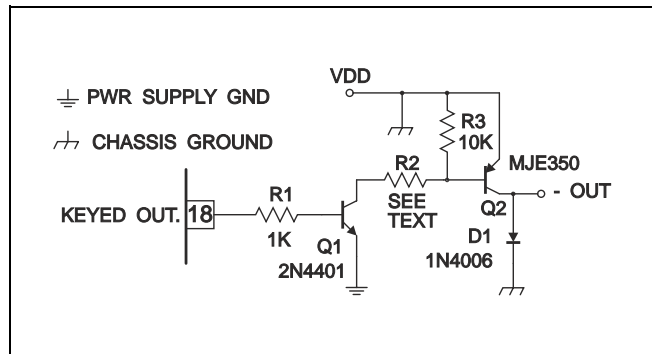 VDD
PWR SUPPLY GND
CHASSIS GROUND
R3
10K
MJE350
R2
SEE
TEXT
- OUT
Q2
KEYED OUT.
18
R1
1K
Q1
2N4401
D1
1N4006